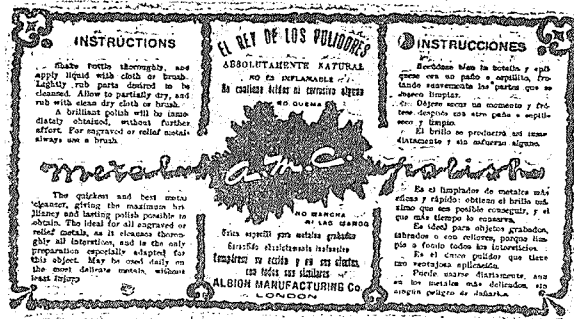 INSTRUCTIONS
Shake bottle thoroughly, and
apply liquid with cloth or brush.
Lightly rub parts desired to be
cleaned. Allow to partially dry, and
rub with clean dry cloth or brush.
A brilliant polish will be imme-
diately obtained, without further
effort. For engraved or relief metals
always use a brush.
The quickest and best metal
cleaner, giving the maximum bri-
lliancy and lasting polish possible to
obtain. The ideal for all engraved or
relief metals, as it cleanses thorou-
ghly all interstices, and is the only
preparation especially adapted for
this object. May be used daily on
the most delicate metals, without
least injury
EL REY DE LOS PULIDORES
ABSOLUTAMENTE NATURAL
NO ES INFLAMABLE
No contiene ácidos ni corrosivo alguno
NO QUEMA
metal a.m.c. polish
NO MANCHA
NI LAS MANOS
Único especial para metales grabados
Garantido absolutamente inofensivo
Compárese su acción y en sus efectos
con todos sus similares
ALBION MANUFACTURING Co.
LONDON
INSTRUCCIONES
bien la botella y aplí-
quese con un paño o cepillito, fro-
tando suavemente las partes que se
deseen limpiar.
Déjese secar un momento y fró-
tese después con otro paño o cepillo
seco y limpio.
El brillo se producirá así inme-
diatamente y sin esfuerzo alguno.
Es el limpiador de metales más
eficaz y rápido: obtiene el brillo má-
ximo que sea posible conseguir, y el
que más tiempo lo conserva.
Es ideal para objetos grabados,
labrados o con relieves, porque lim-
pia a fondo todos los intersticios.
Es el único pulidor que tiene
tan ventajosa aplicación.
Puede usarse diariamente, aun
en los metales más delicados, sin
ningún peligro de dañarlos.